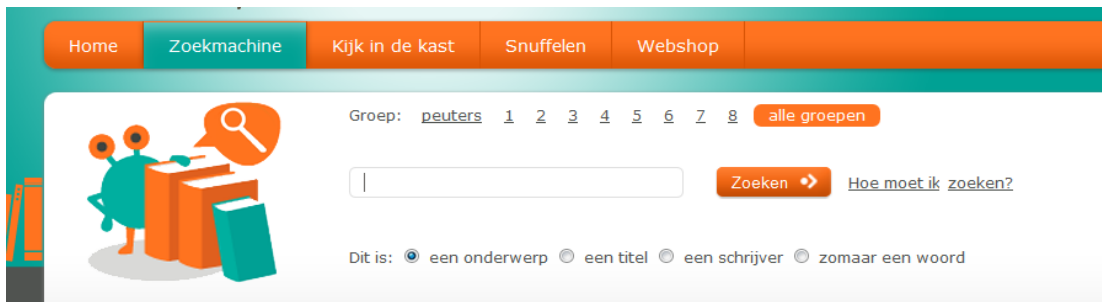 Home Zoekmachine Kijk in de kast Snuffelen Webshop
Groep: peuters 1 2 3 4 5 6 7 8 alle groepen
Zoeken Hoe moet ik zoeken?
Dit is: een onderwerp een titel een schrijver zomaar een woord